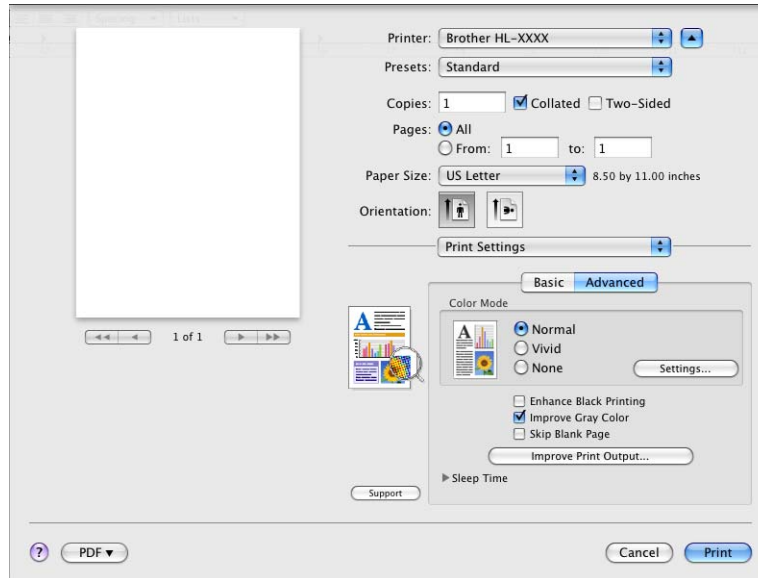 Printer: Brother HL-XXXX
Presets: Standard
Copies: 1 Collated Two-Sided
Pages: All
From: 1 to: 1
Paper Size: US Letter 8.50 by 11.00 inches
Orientation:
Print Settings
Basic Advanced
Color Mode
Normal
Vivid
None Settings...
Enhance Black Printing
Improve Gray Color
Skip Blank Page
Improve Print Output...
Sleep Time
1 of 1
Support
? PDF Cancel Print